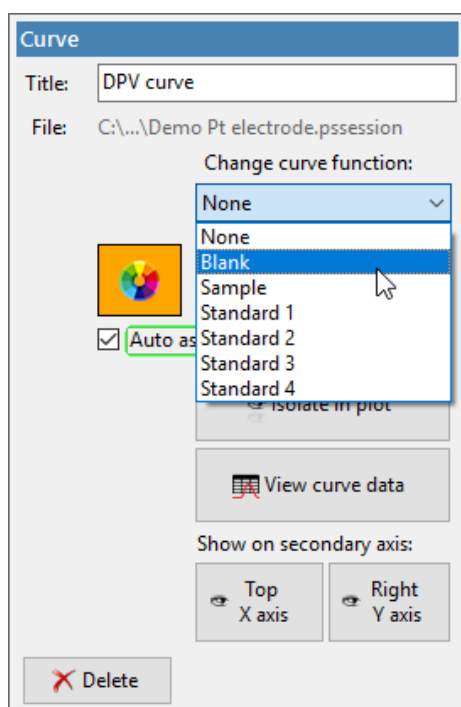 Curve
Title: DPV curve
File: C:\...\Demo Pt electrode.pssession
Change curve function:
None
None
Blank
Sample
Standard 1
Auto as
Standard 2
Standard 3
Standard 4
Isolate in plot
View curve data
Show on secondary axis:
Top
X axis
Right
Y axis
Delete